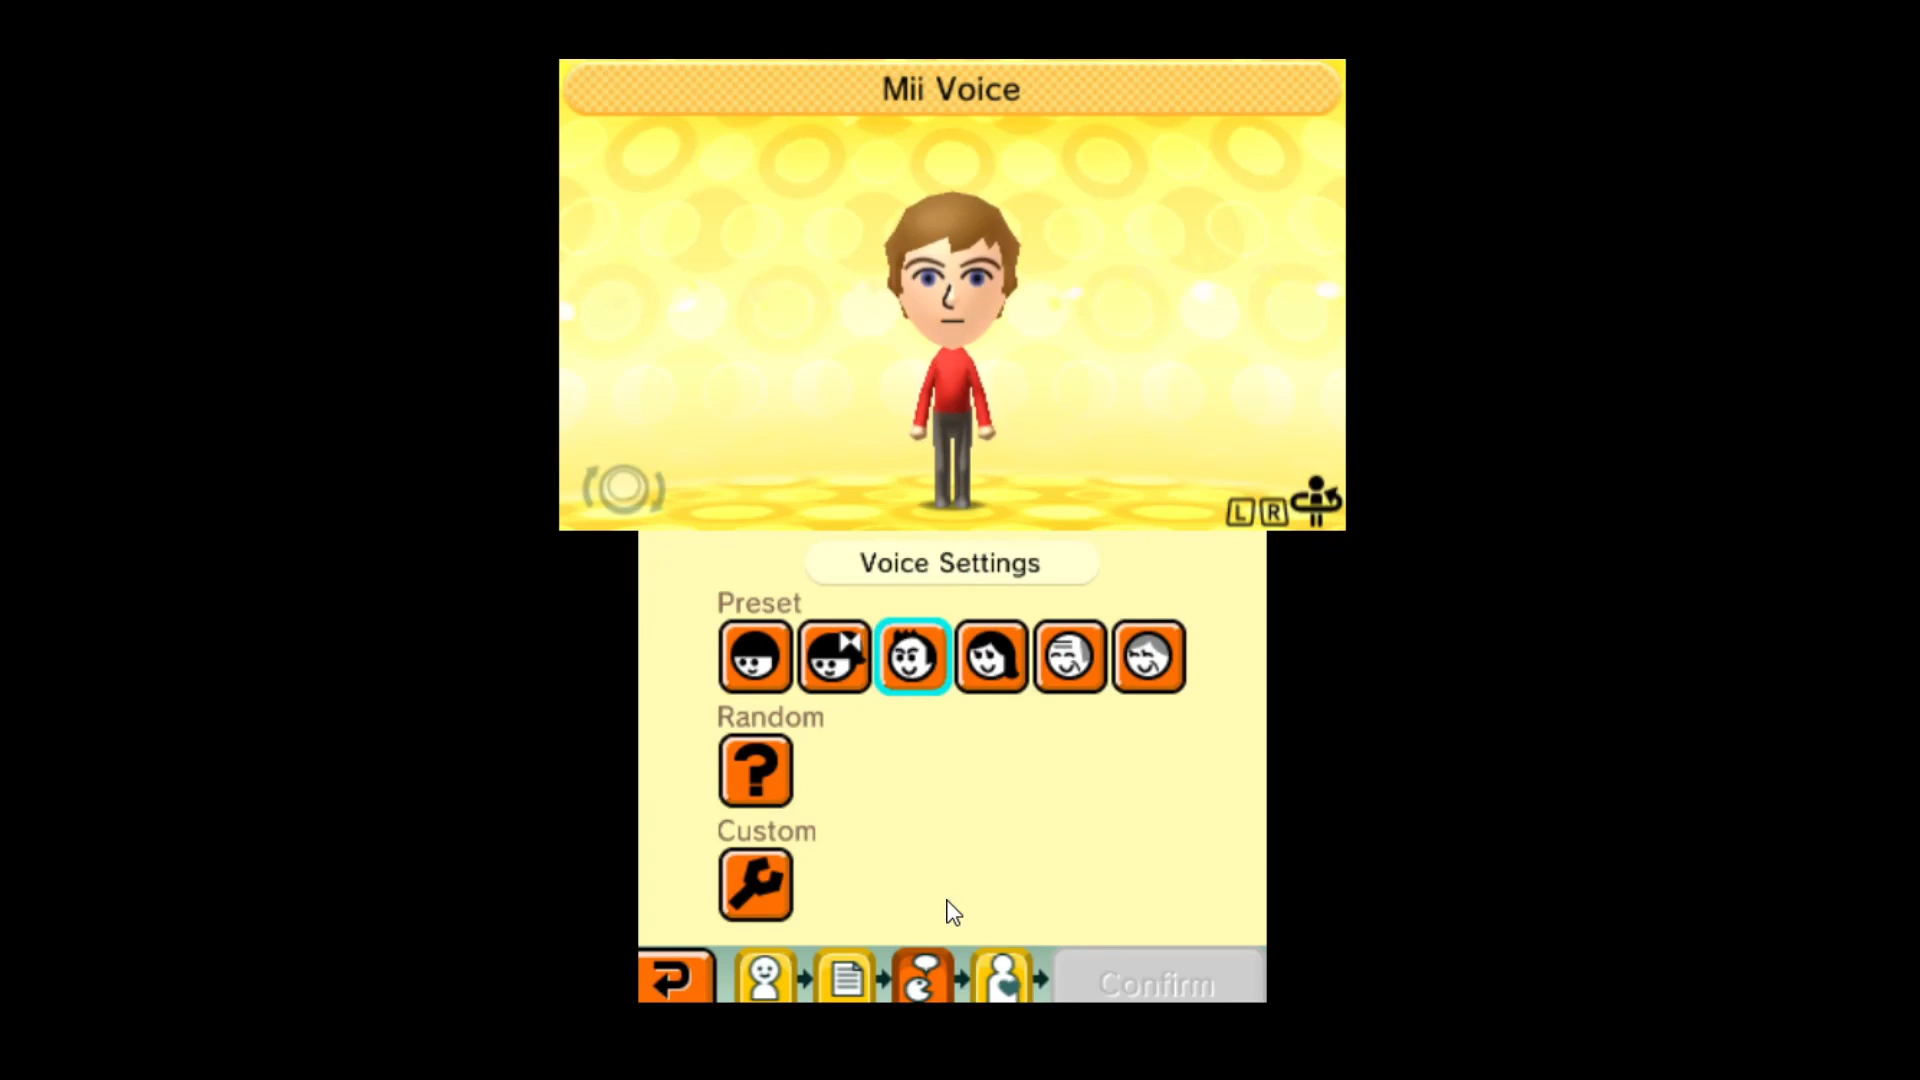 Mii Voice
L R
Voice Settings
Preset
Random
?
Custom
Confirm